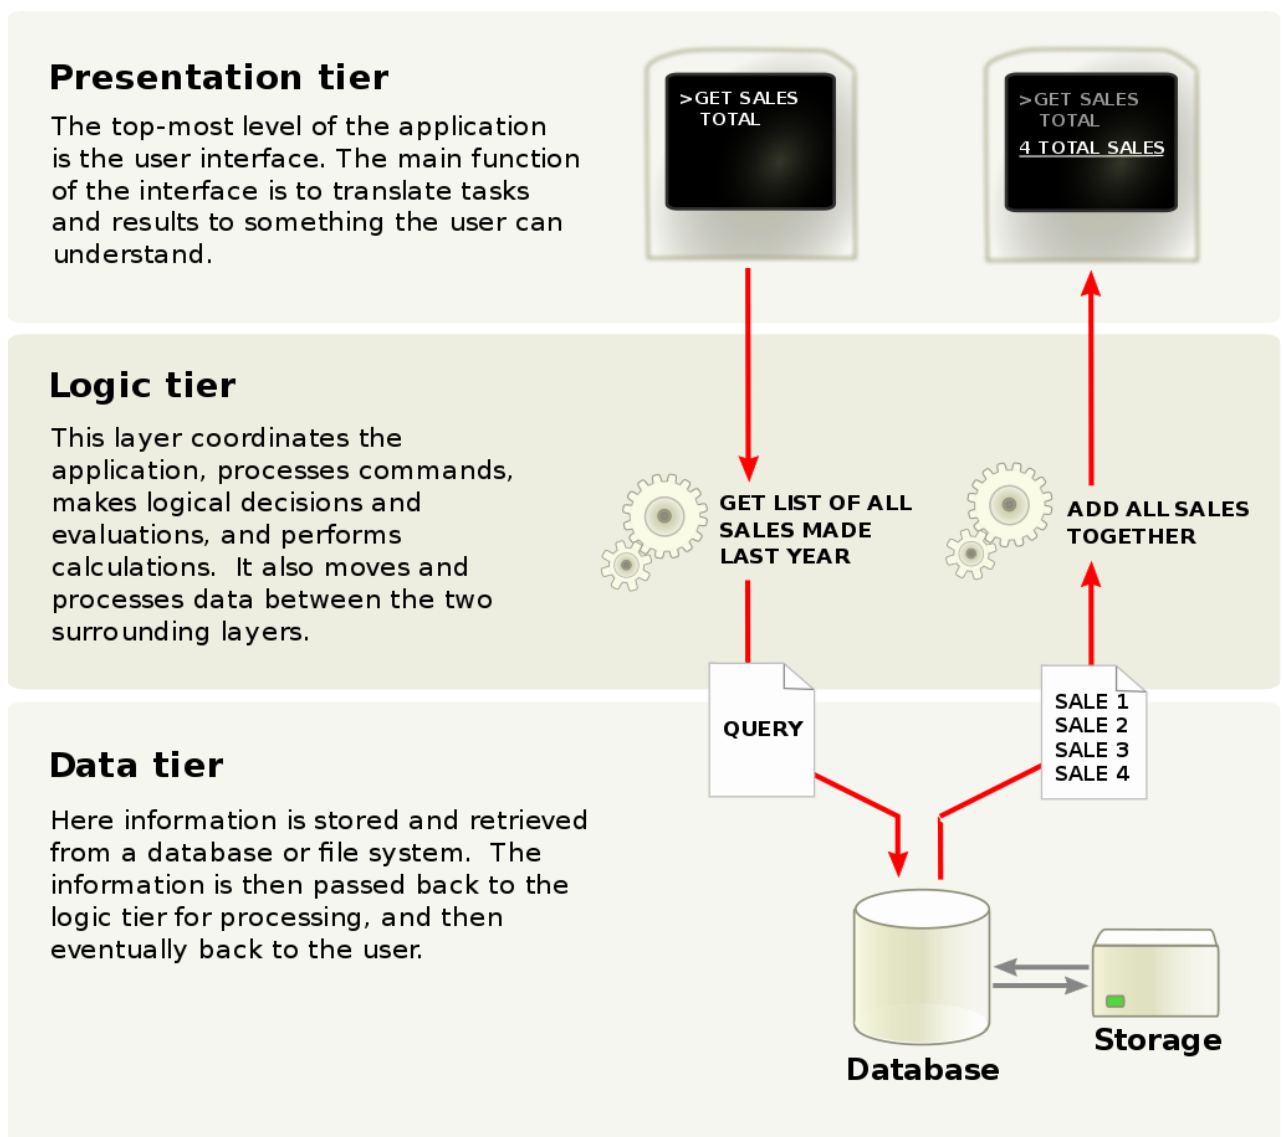 Presentation tier
The top-most level of the application
is the user interface. The main function
of the interface is to translate tasks
and results to something the user can
understand.
>GET SALES
TOTAL
>GET SALES
TOTAL
4 TOTAL SALES
Logic tier
This layer coordinates the
application, processes commands,
makes logical decisions and
evaluations, and performs
calculations.  It also moves and
processes data between the two
surrounding layers.
GET LIST OF ALL
SALES MADE
LAST YEAR
ADD ALL SALES
TOGETHER
QUERY
SALE 1
SALE 2
SALE 3
SALE 4
Data tier
Here information is stored and retrieved
from a database or file system.  The
information is then passed back to the
logic tier for processing, and then
eventually back to the user.
Database
Storage